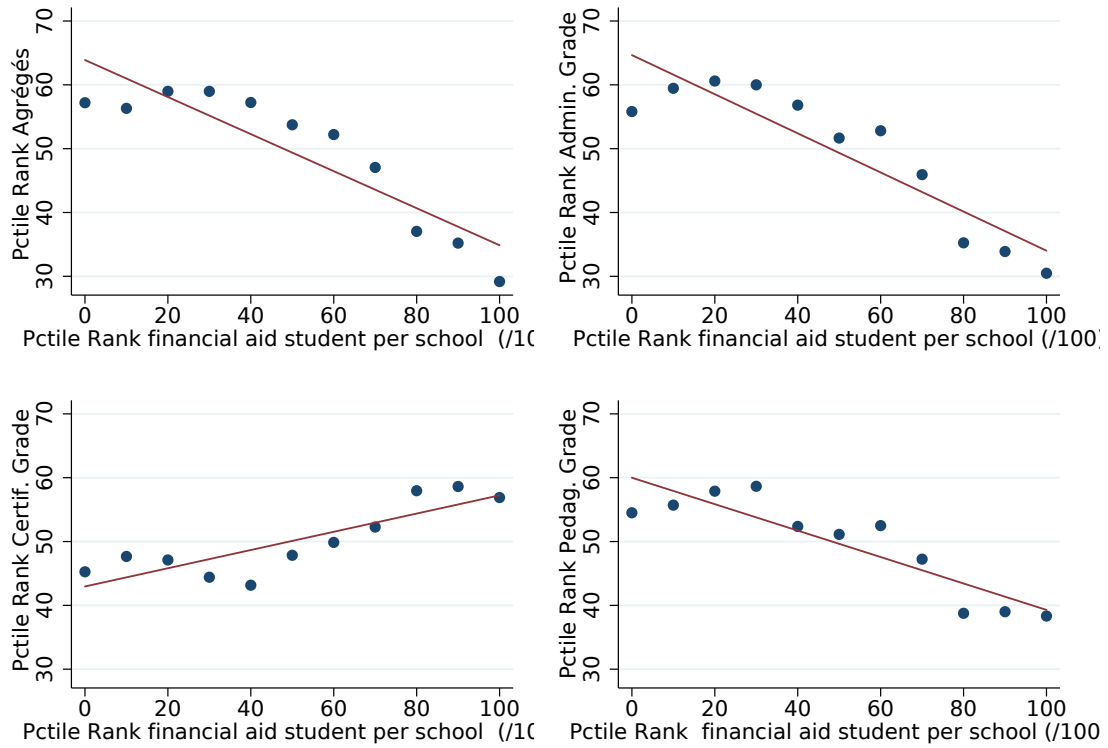 Pctile Rank Agrégés
70
60
50
40
30
0 20 40 60 80 100
Pctile Rank financial aid student per school (/10
Pctile Rank Admin. Grade
70
60
50
40
30
0 20 40 60 80 100
Pctile Rank financial aid student per school (/100)
Pctile Rank Certif. Grade
70
60
50
40
30
0 20 40 60 80 100
Pctile Rank financial aid student per school (/10
Pctile Rank Pedag. Grade
70
60
50
40
30
0 20 40 60 80 100
Pctile Rank financial aid student per school (/100